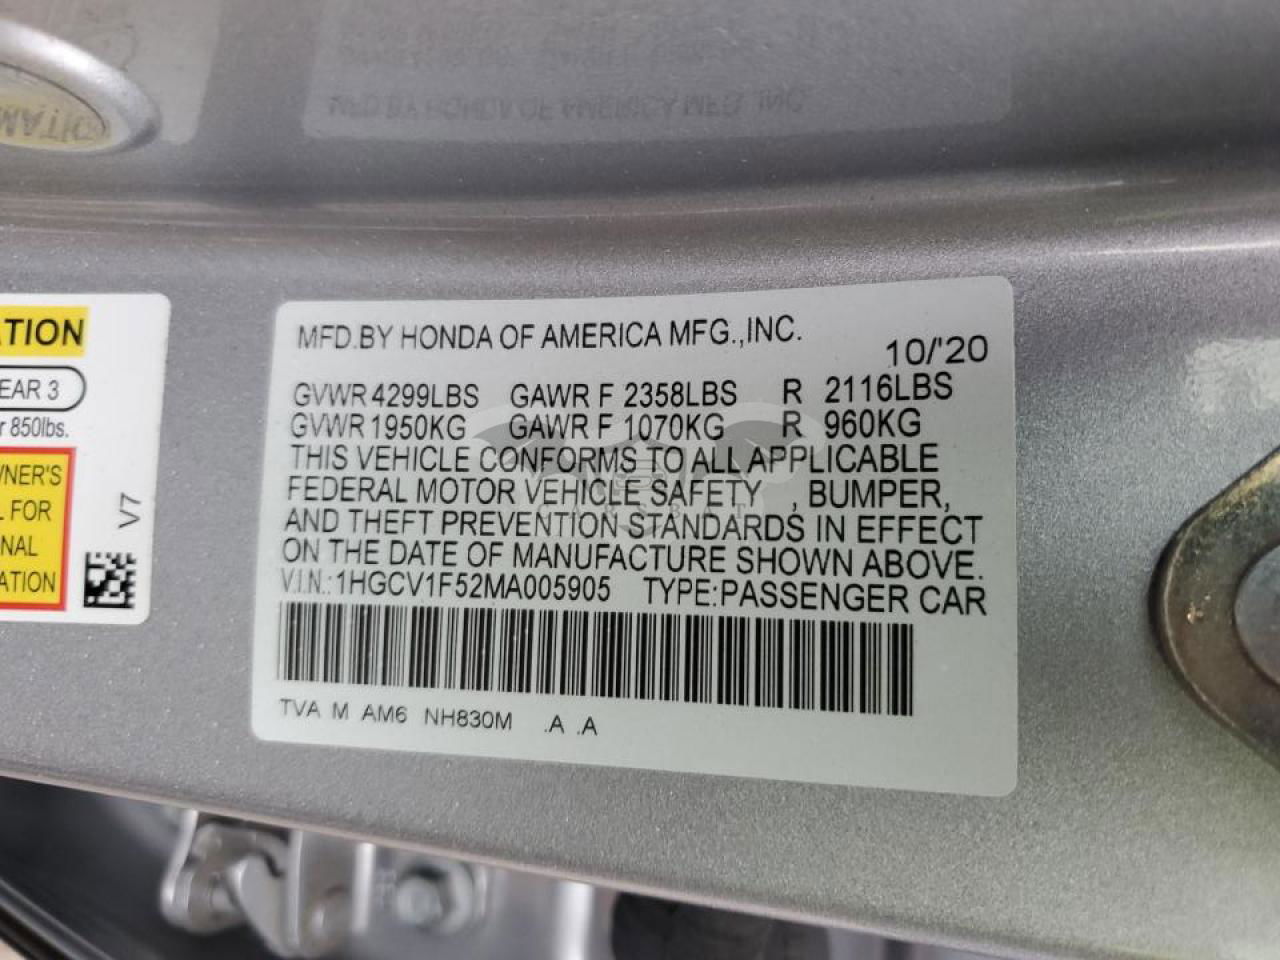 MFD.BY HONDA OF AMERICA MFG.,INC.
10/'20
GVWR 4299LBS GAWR F 2358LBS R 2116LBS
GVWR 1950KG GAWR F 1070KG R 960KG
THIS VEHICLE CONFORMS TO ALL APPLICABLE
FEDERAL MOTOR VEHICLE SAFETY , BUMPER,
AND THEFT PREVENTION STANDARDS IN EFFECT
ON THE DATE OF MANUFACTURE SHOWN ABOVE.
V.I.N.: 1HGCV1F52MA005905 TYPE:PASSENGER CAR
TVA M AM6 NH830M .A .A
ATION
EAR 3
r 850lbs.
NER'S
L FOR
NAL
ATION
V7